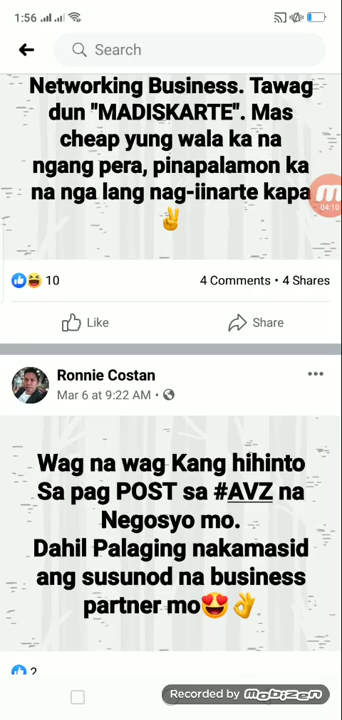 1:56
Search
Networking Business. Tawag
dun "MADISKARTE". Mas
cheap yung wala ka na
ngang pera, pinapalamon ka
na nga lang nag-iinarte kapa
✌
04:10
👍😆 10
4 Comments • 4 Shares
Like
Share
Ronnie Costan
Mar 6 at 9:22 AM •
Wag na wag Kang hihinto
Sa pag POST sa #AVZ na
Negosyo mo.
Dahil Palaging nakamasid
ang susunod na business
partner mo😍👌
👍 2
Recorded by mobizen